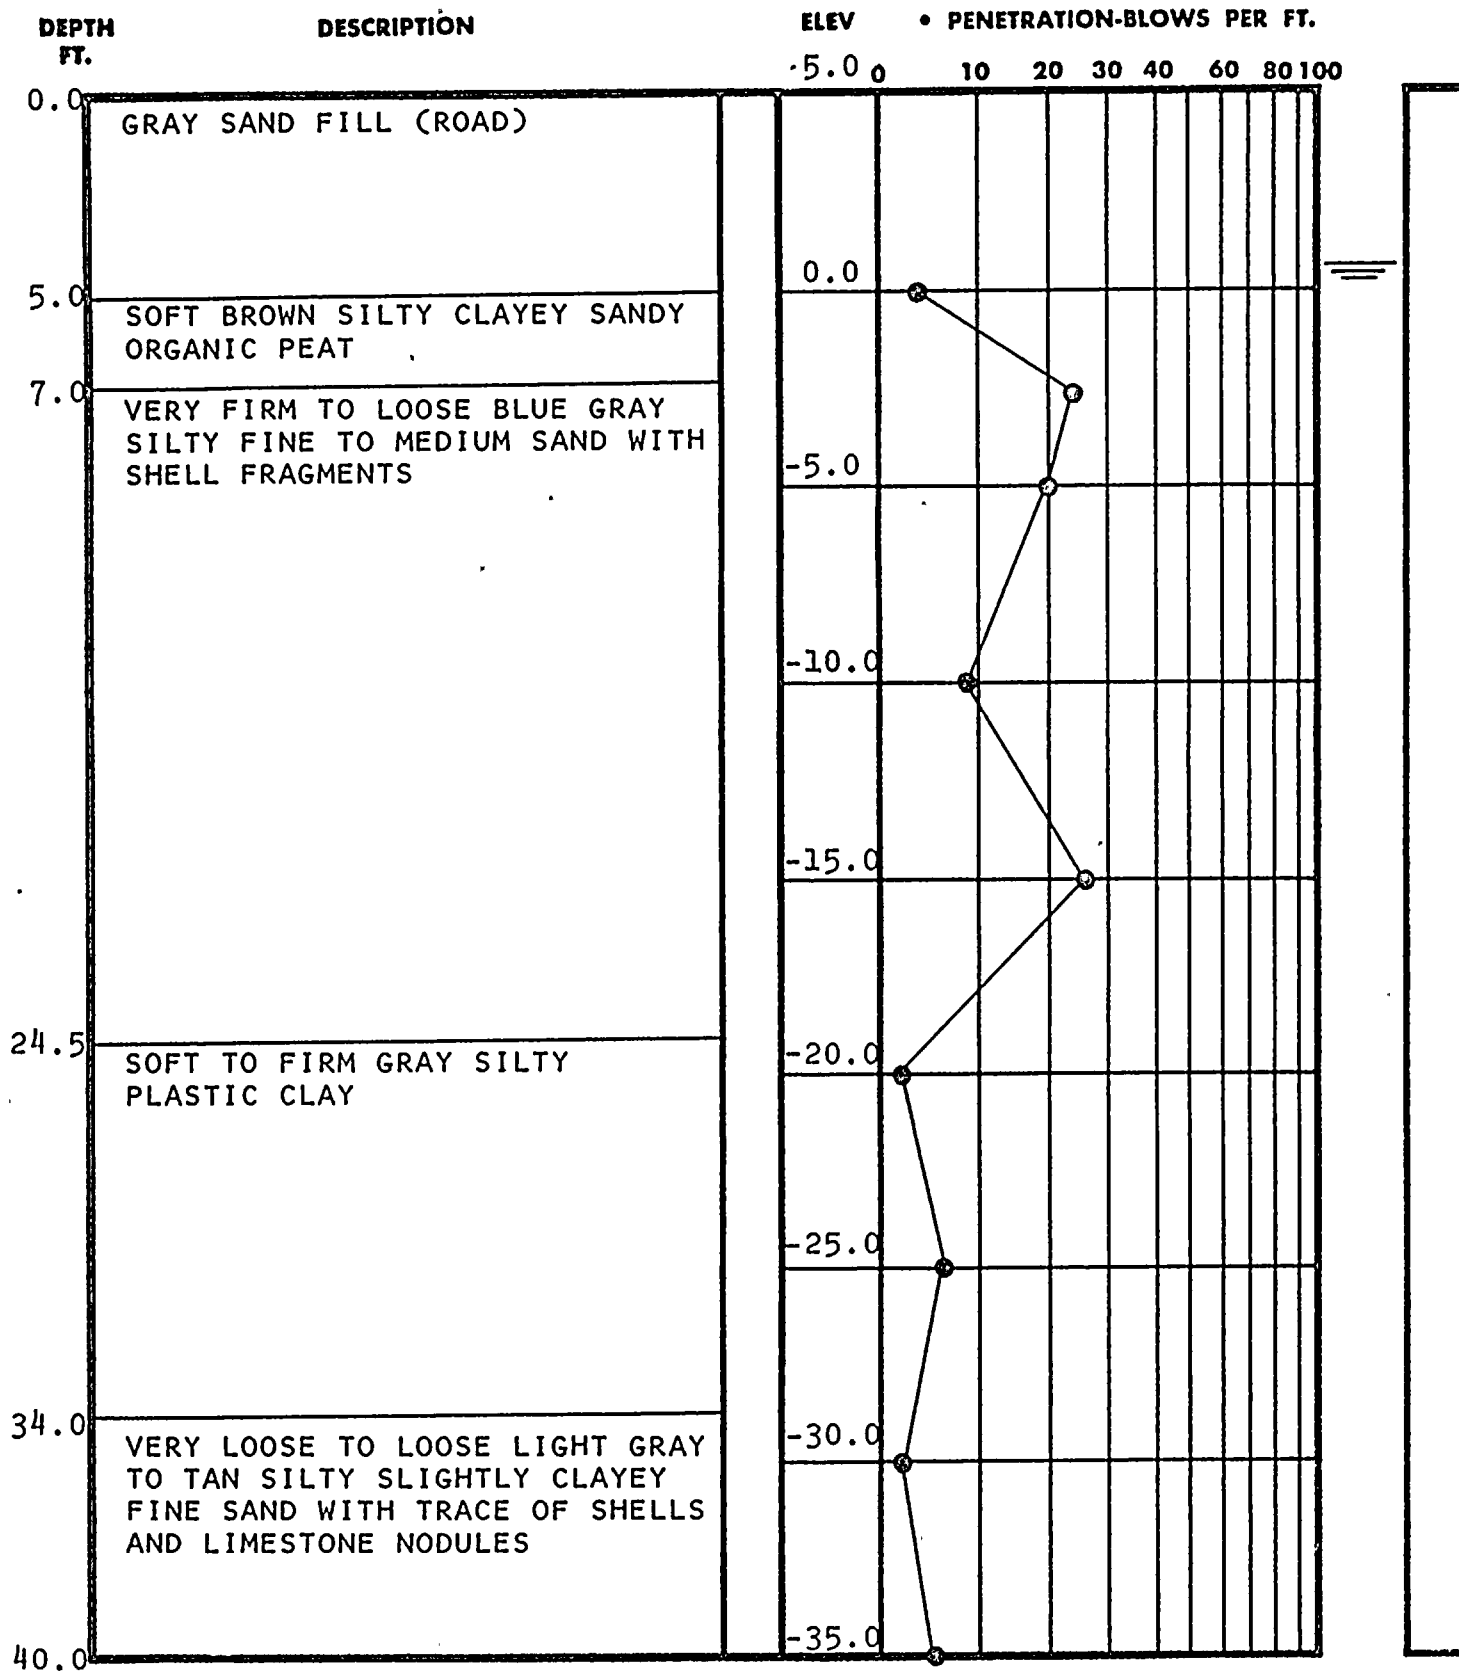 DEPTH FT.
DESCRIPTION
ELEV
• PENETRATION-BLOWS PER FT.
5.0 0 10 20 30 40 60 80 100
0.0
GRAY SAND FILL (ROAD)
0.0
5.0
SOFT BROWN SILTY CLAYEY SANDY
ORGANIC PEAT
7.0
VERY FIRM TO LOOSE BLUE GRAY
SILTY FINE TO MEDIUM SAND WITH
SHELL FRAGMENTS
-5.0
-10.0
-15.0
24.5
SOFT TO FIRM GRAY SILTY
PLASTIC CLAY
-20.0
-25.0
34.0
VERY LOOSE TO LOOSE LIGHT GRAY
TO TAN SILTY SLIGHTLY CLAYEY
FINE SAND WITH TRACE OF SHELLS
AND LIMESTONE NODULES
-30.0
-35.0
40.0